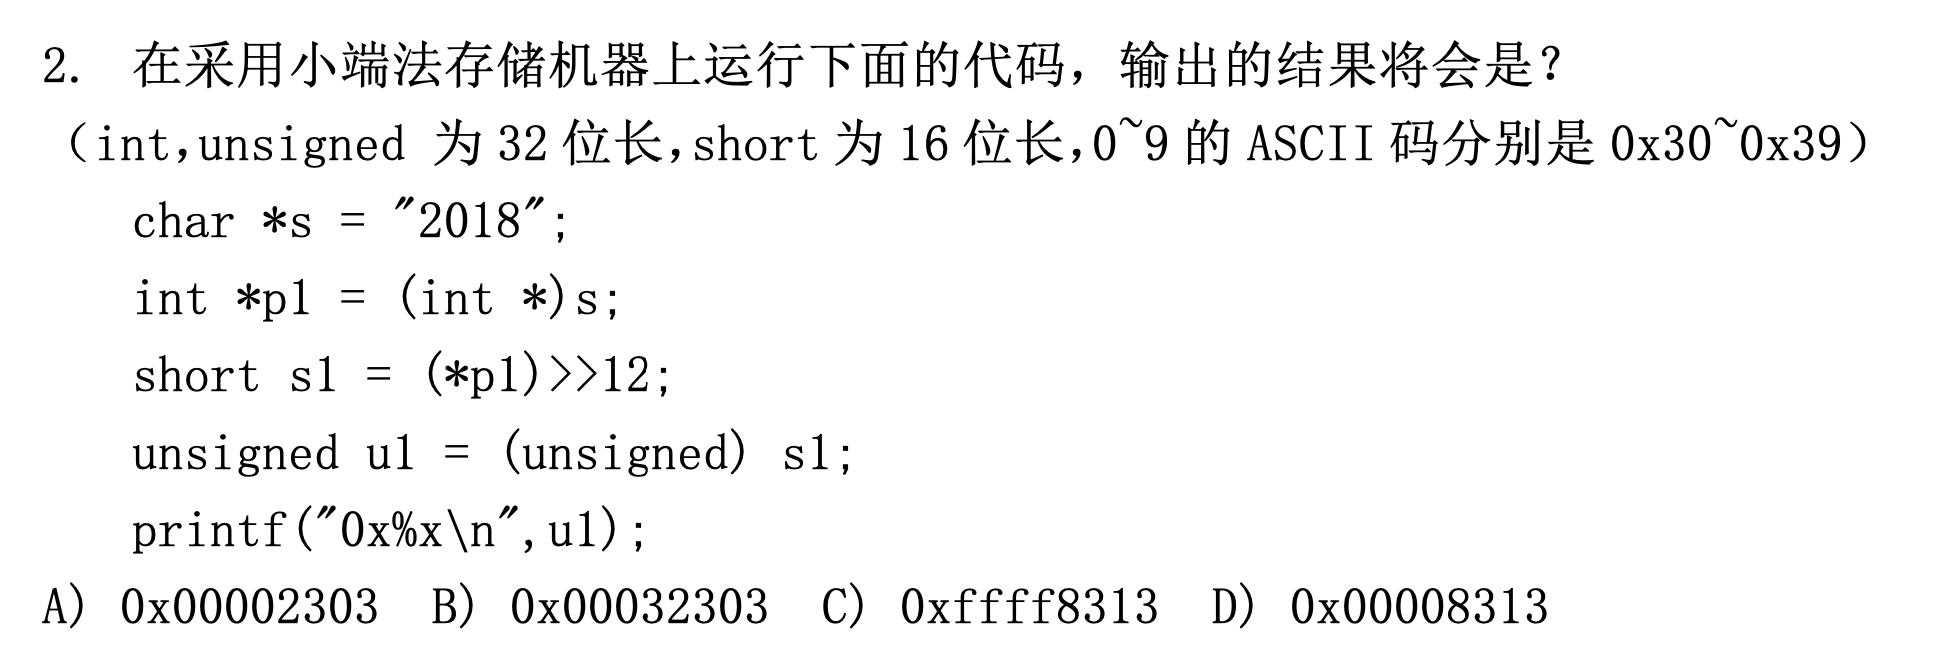 2. 在采用小端法存储机器上运行下面的代码，输出的结果将会是？
（int,unsigned 为 32 位长,short 为 16 位长,0~9 的 ASCII 码分别是 0x30~0x39）
char *s = "2018";
int *p1 = (int *)s;
short s1 = (*p1)>>12;
unsigned u1 = (unsigned) s1;
printf("0x%x\n",u1);
A) 0x00002303 B) 0x00032303 C) 0xffff8313 D) 0x00008313